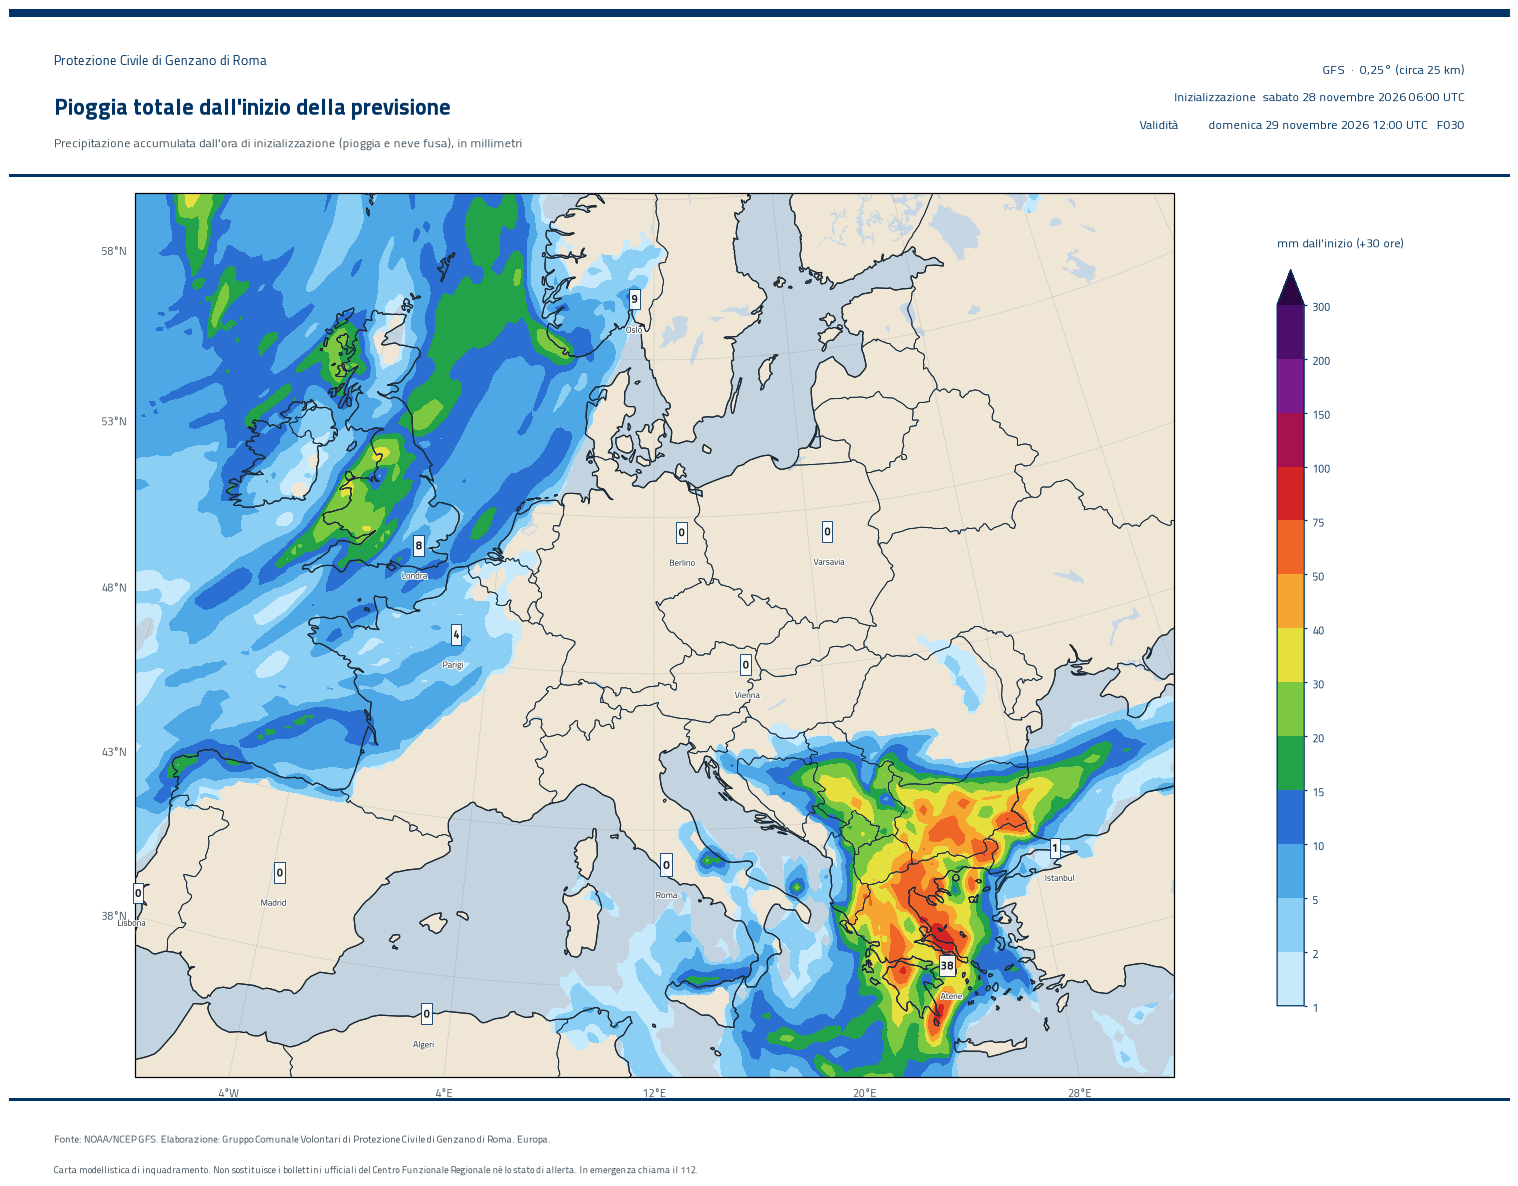 Protezione Civile di Genzano di Roma
Pioggia totale dall'inizio della previsione
Precipitazione accumulata dall'ora di inizializzazione (pioggia e neve fusa), in millimetri
GFS · 0,25° (circa 25 km)
Inizializzazione sabato 28 novembre 2026 06:00 UTC
Validità domenica 29 novembre 2026 12:00 UTC F030
mm dall'inizio (+30 ore)
300
200
150
100
75
50
40
30
20
15
10
5
2
1
58°N
53°N
48°N
43°N
38°N
4°W
4°E
12°E
20°E
28°E
9
Oslo
8
Londra
0
Berlino
0
Varsavia
4
Parigi
0
Vienna
0
Madrid
0
Lisbona
0
Roma
1
Istanbul
38
Atene
0
Algeri
Fonte: NOAA/NCEP GFS. Elaborazione: Gruppo Comunale Volontari di Protezione Civile di Genzano di Roma. Europa.
Carta modellistica di inquadramento. Non sostituisce i bollettini ufficiali del Centro Funzionale Regionale né lo stato di allerta. In emergenza chiama il 112.